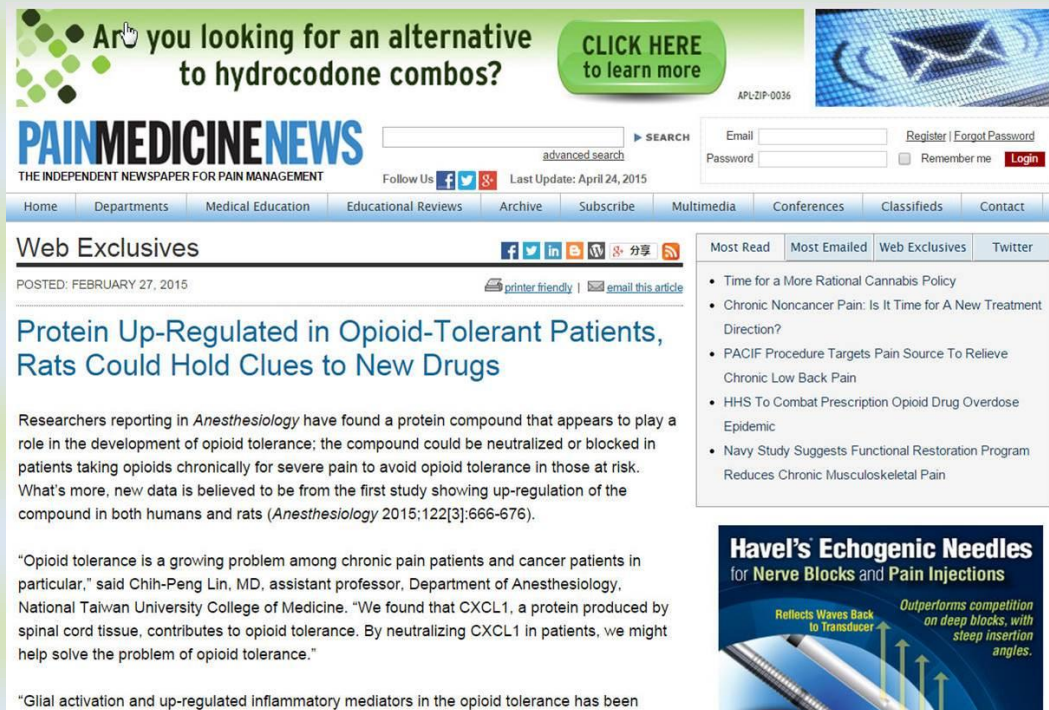 Are you looking for an alternative
to hydrocodone combos?
CLICK HERE
to learn more
APL-ZIP-0036
PAINMEDICINENEWS
THE INDEPENDENT NEWSPAPER FOR PAIN MANAGEMENT
SEARCH
advanced search
Follow Us
Last Update: April 24, 2015
Email
Register | Forgot Password
Password
Remember me
Login
Home Departments Medical Education Educational Reviews Archive Subscribe Multimedia Conferences Classifieds Contact
Web Exclusives
分享
POSTED: FEBRUARY 27, 2015
printer friendly | email this article
Protein Up-Regulated in Opioid-Tolerant Patients,
Rats Could Hold Clues to New Drugs
Researchers reporting in Anesthesiology have found a protein compound that appears to play a
role in the development of opioid tolerance; the compound could be neutralized or blocked in
patients taking opioids chronically for severe pain to avoid opioid tolerance in those at risk.
What's more, new data is believed to be from the first study showing up-regulation of the
compound in both humans and rats (Anesthesiology 2015;122[3]:666-676).
“Opioid tolerance is a growing problem among chronic pain patients and cancer patients in
particular,” said Chih-Peng Lin, MD, assistant professor, Department of Anesthesiology,
National Taiwan University College of Medicine. “We found that CXCL1, a protein produced by
spinal cord tissue, contributes to opioid tolerance. By neutralizing CXCL1 in patients, we might
help solve the problem of opioid tolerance.”
“Glial activation and up-regulated inflammatory mediators in the opioid tolerance has been
Most Read Most Emailed Web Exclusives Twitter
• Time for a More Rational Cannabis Policy
• Chronic Noncancer Pain: Is It Time for A New Treatment
Direction?
• PACIF Procedure Targets Pain Source To Relieve
Chronic Low Back Pain
• HHS To Combat Prescription Opioid Drug Overdose
Epidemic
• Navy Study Suggests Functional Restoration Program
Reduces Chronic Musculoskeletal Pain
Havel's Echogenic Needles
for Nerve Blocks and Pain Injections
Reflects Waves Back
to Transducer
Outperforms competition
on deep blocks, with
steep insertion
angles.